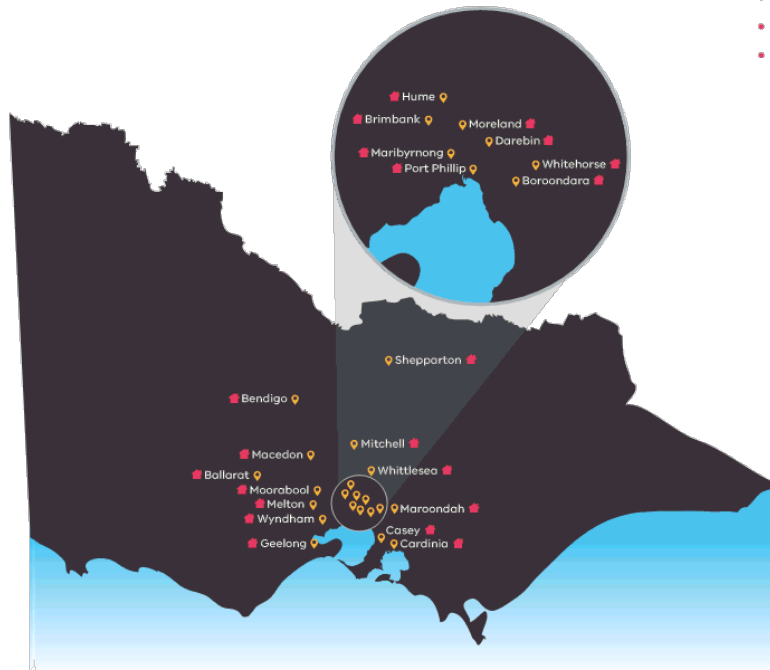 Hume
Brimbank
Moreland
Darebin
Maribyrnong
Whitehorse
Port Phillip
Boroondara
Shepparton
Bendigo
Mitchell
Macedon
Whittlesea
Ballarat
Moorabool
Melton
Maroondah
Wyndham
Casey
Geelong
Cardinia